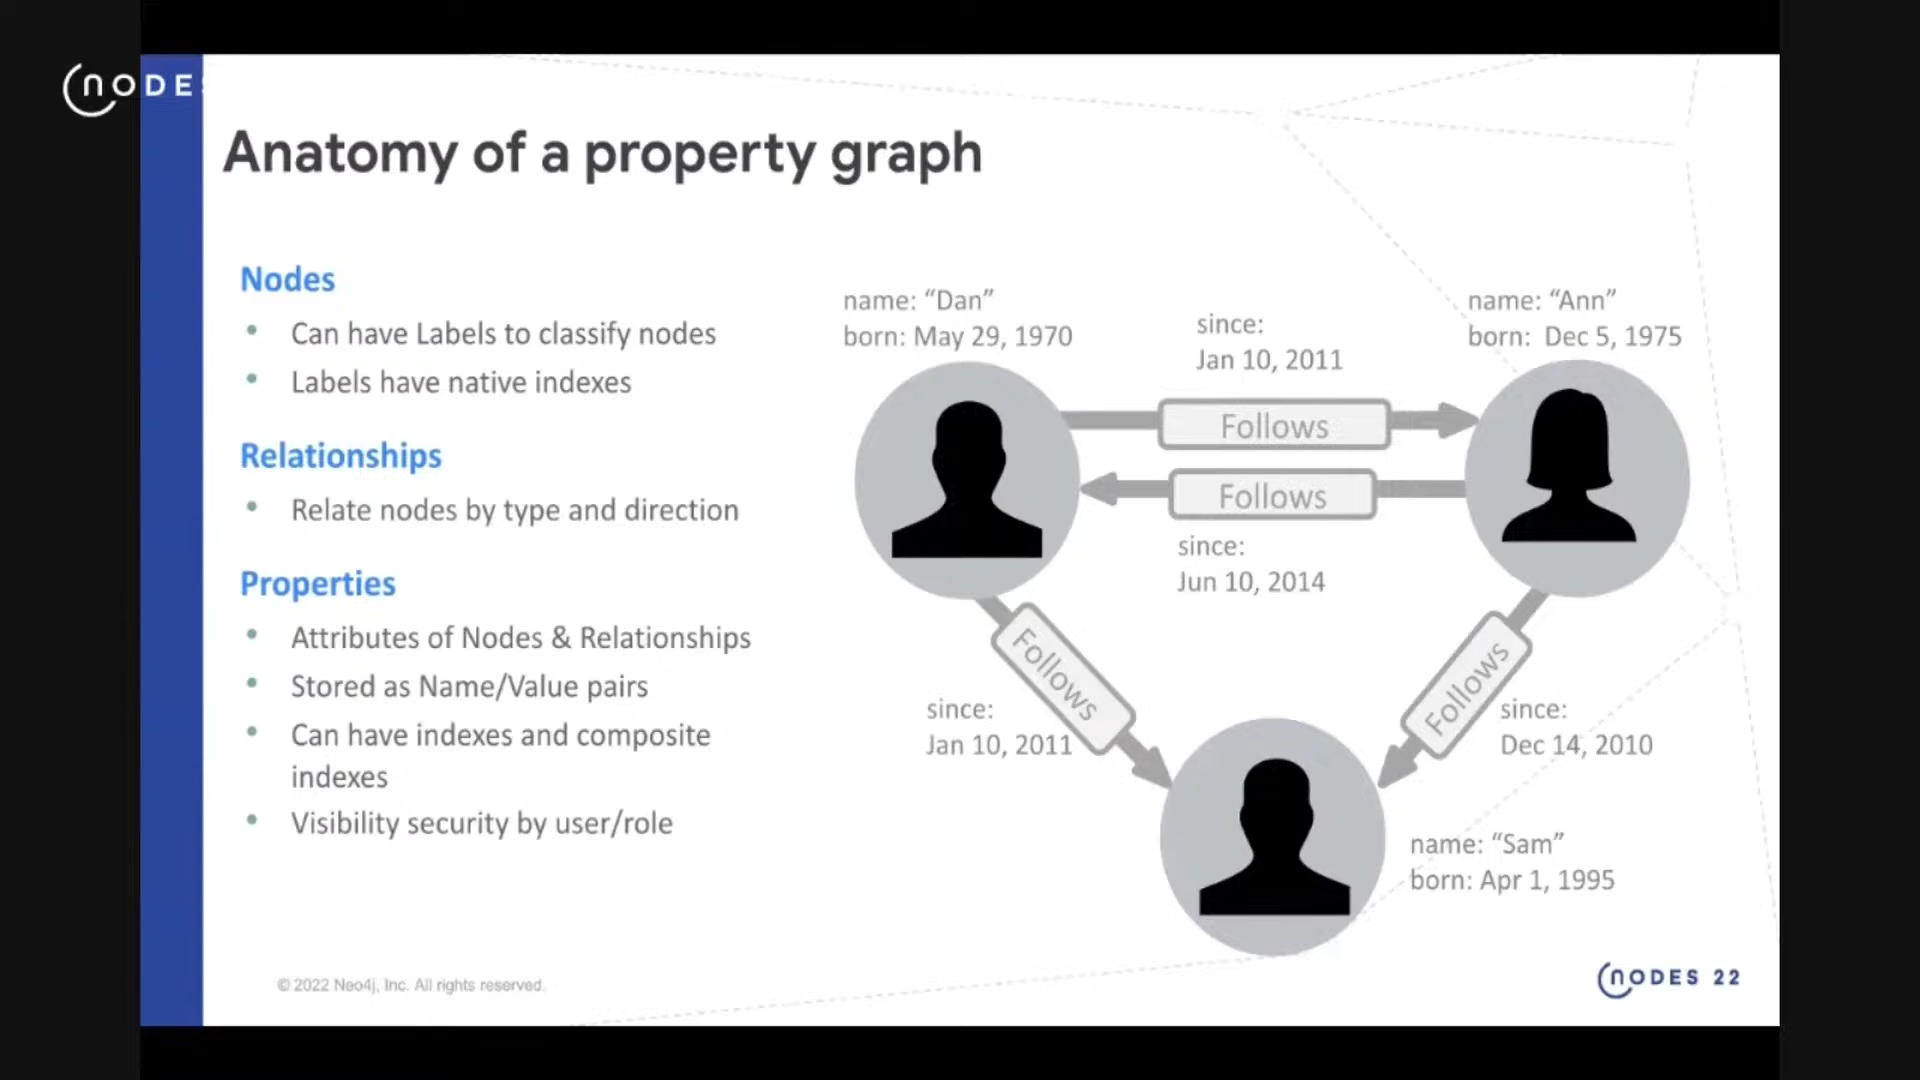 NODES
Anatomy of a property graph
Nodes
• Can have Labels to classify nodes
• Labels have native indexes
Relationships
• Relate nodes by type and direction
Properties
• Attributes of Nodes & Relationships
• Stored as Name/Value pairs
• Can have indexes and composite
indexes
• Visibility security by user/role
name: “Dan”
born: May 29, 1970
since:
Jan 10, 2011
name: “Ann”
born: Dec 5, 1975
Follows
Follows
since:
Jun 10, 2014
Follows
since:
Jan 10, 2011
Follows
since:
Dec 14, 2010
name: “Sam”
born: Apr 1, 1995
© 2022 Neo4j, Inc. All rights reserved.
NODES 22